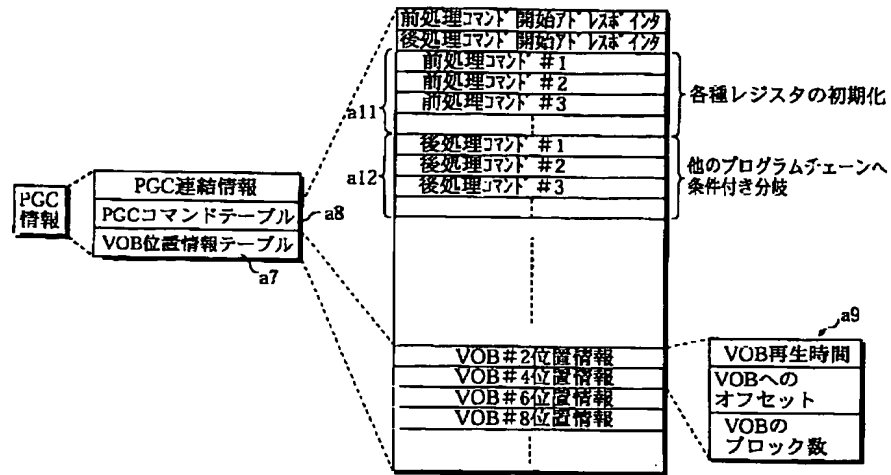 PGC
情報
PGC連結情報
PGCコマンドテーブル
VOB位置情報テーブル
a8
a7
前処理コマンド開始アドレスポインタ
後処理コマンド開始アドレスポインタ
前処理コマンド #1
前処理コマンド #2
前処理コマンド #3
a11
各種レジスタの初期化
後処理コマンド #1
後処理コマンド #2
後処理コマンド #3
a12
他のプログラムチェーンへ
条件付き分岐
VOB#2位置情報
VOB#4位置情報
VOB#6位置情報
VOB#8位置情報
a9
VOB再生時間
VOBへの
オフセット
VOBの
ブロック数